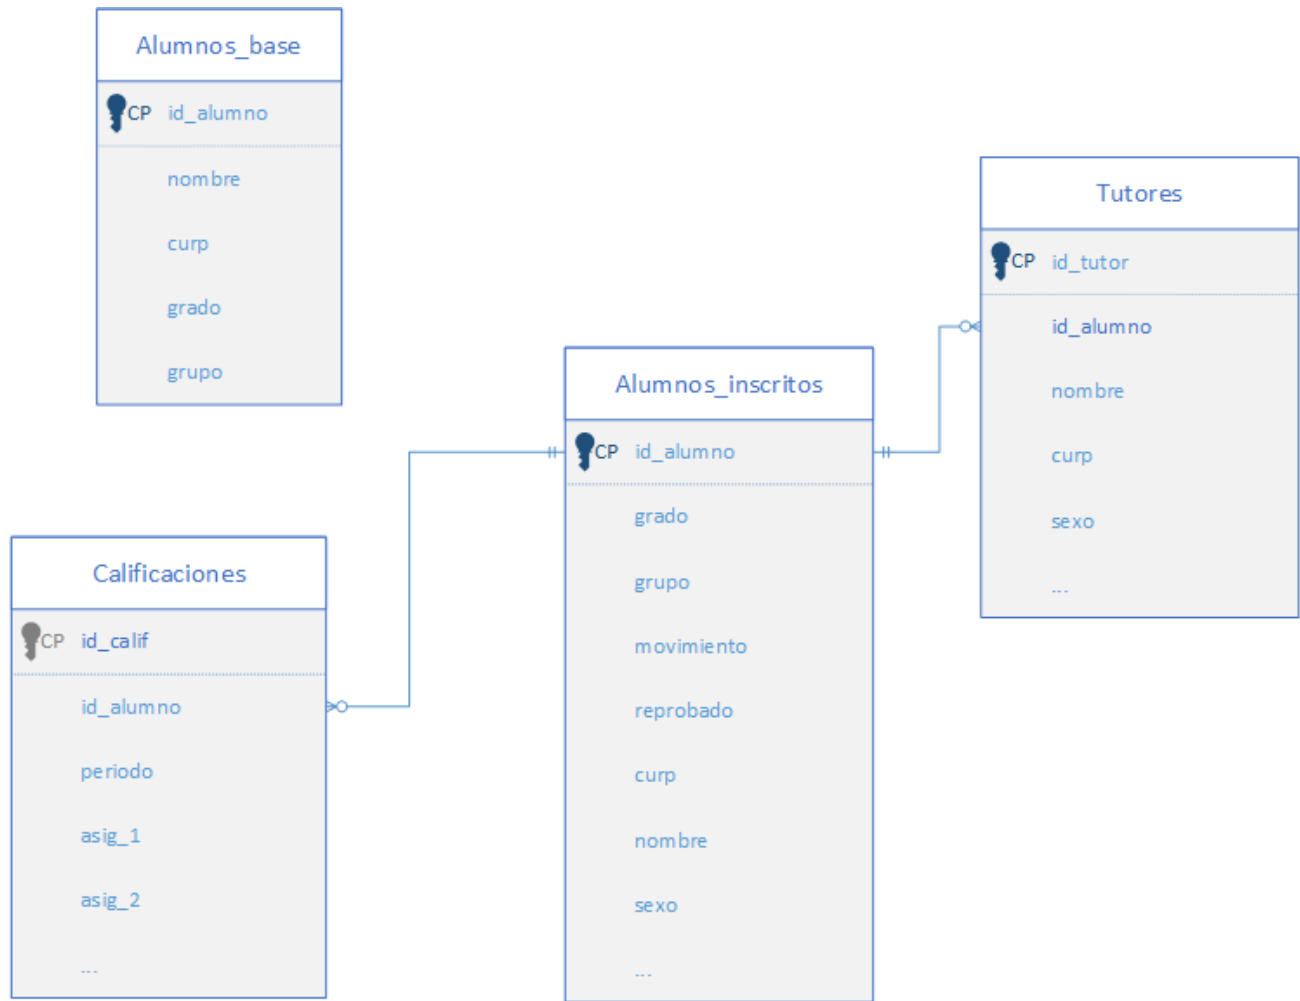 Alumnos_base
CP id_alumno
nombre
curp
grado
grupo
Tutores
CP id_tutor
id_alumno
nombre
curp
sexo
...
Alumnos_inscritos
CP id_alumno
grado
grupo
movimiento
reprobado
curp
nombre
sexo
...
Calificaciones
CP id_calif
id_alumno
periodo
asig_1
asig_2
...